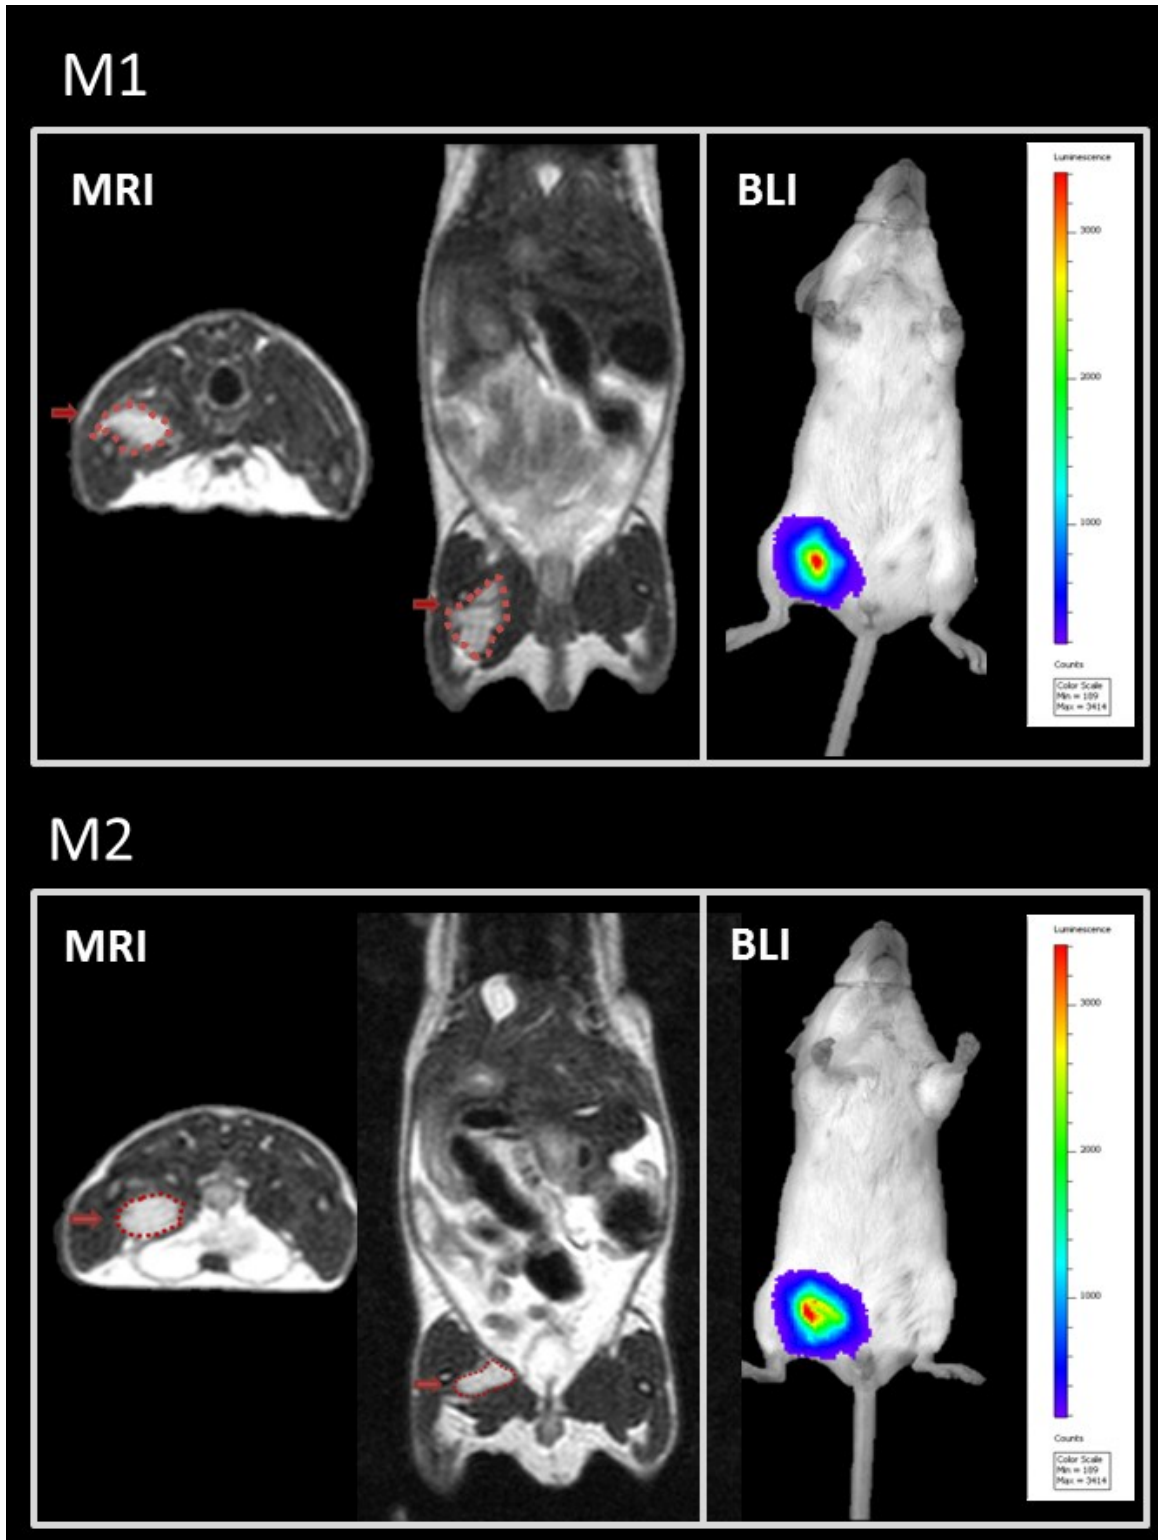 M1
MRI
BLI
Luminescence
3000
2000
1000
Counts
Color Scale
Min = 189
Max = 3414
M2
MRI
BLI
Luminescence
3000
2000
1000
Counts
Color Scale
Min = 189
Max = 3414